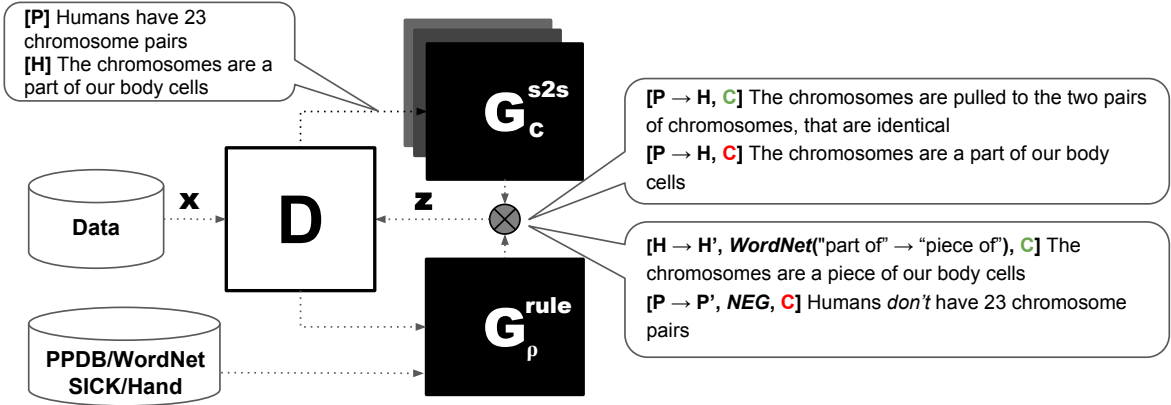 [P] Humans have 23
chromosome pairs
[H] The chromosomes are a
part of our body cells
G s2s C
[P → H, C] The chromosomes are pulled to the two pairs
of chromosomes, that are identical
[P → H, C] The chromosomes are a part of our body
cells
Data
x
D
z
[H → H’, WordNet("part of” → “piece of”), C] The
chromosomes are a piece of our body cells
[P → P’, NEG, C] Humans don’t have 23 chromosome
pairs
G rule ρ
PPDB/WordNet
SICK/Hand